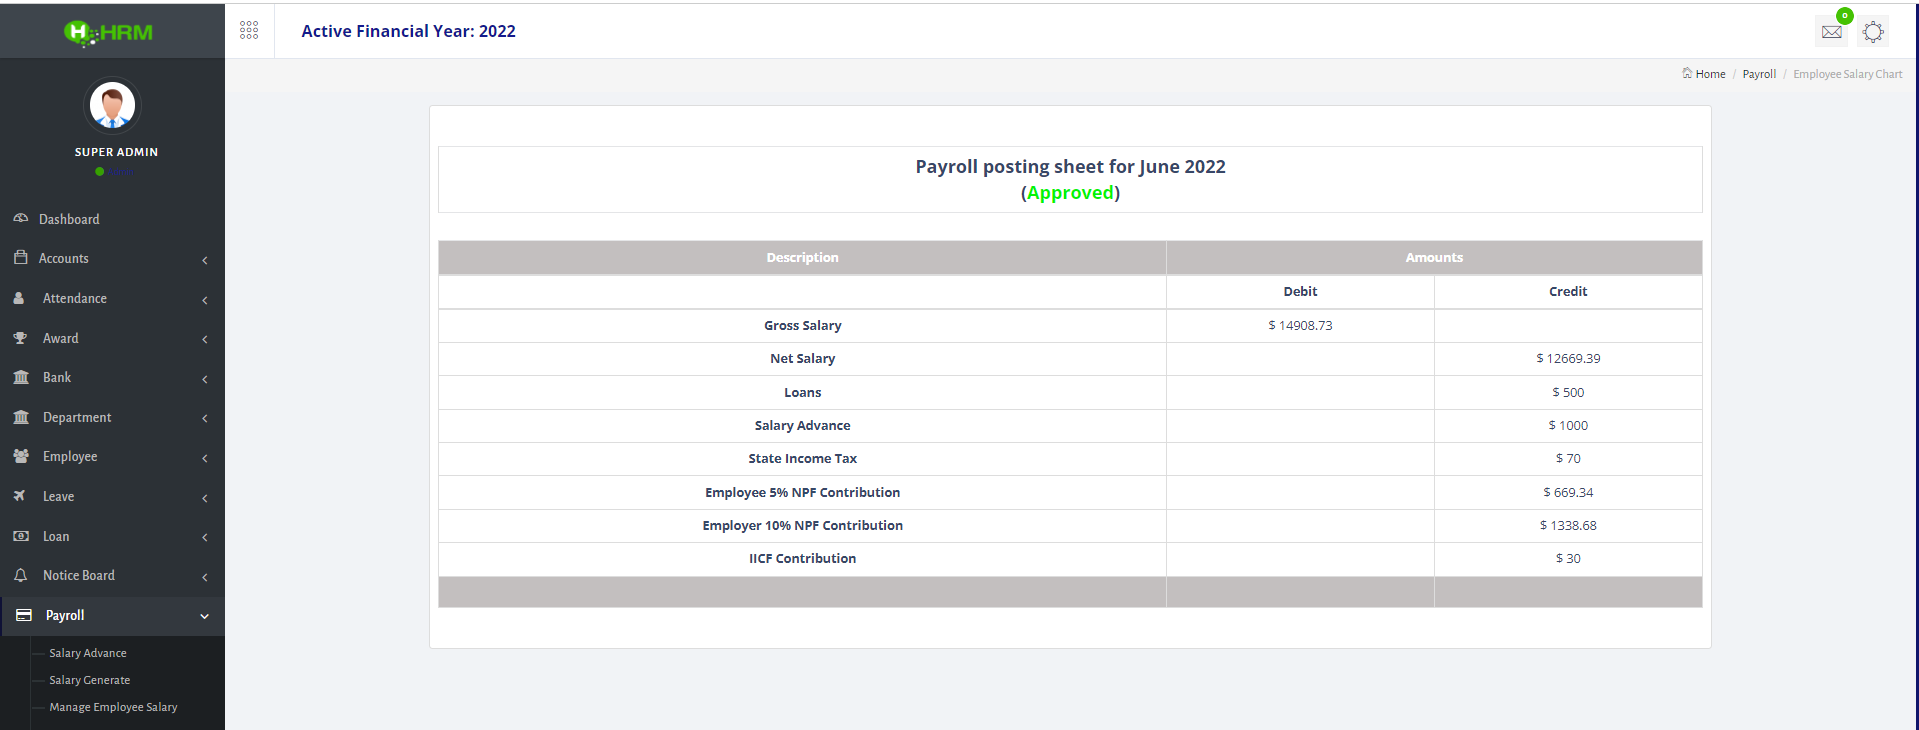 HRM
Active Financial Year: 2022
0
Home / Payroll / Employee Salary Chart
SUPER ADMIN
Dashboard
Accounts
Attendance
Award
Bank
Department
Employee
Leave
Loan
Notice Board
Payroll
Salary Advance
Salary Generate
Manage Employee Salary
Payroll posting sheet for June 2022
(Approved)
Description Amounts
Debit Credit
Gross Salary $ 14908.73
Net Salary $ 12669.39
Loans $ 500
Salary Advance $ 1000
State Income Tax $ 70
Employee 5% NPF Contribution $ 669.34
Employer 10% NPF Contribution $ 1338.68
IICF Contribution $ 30